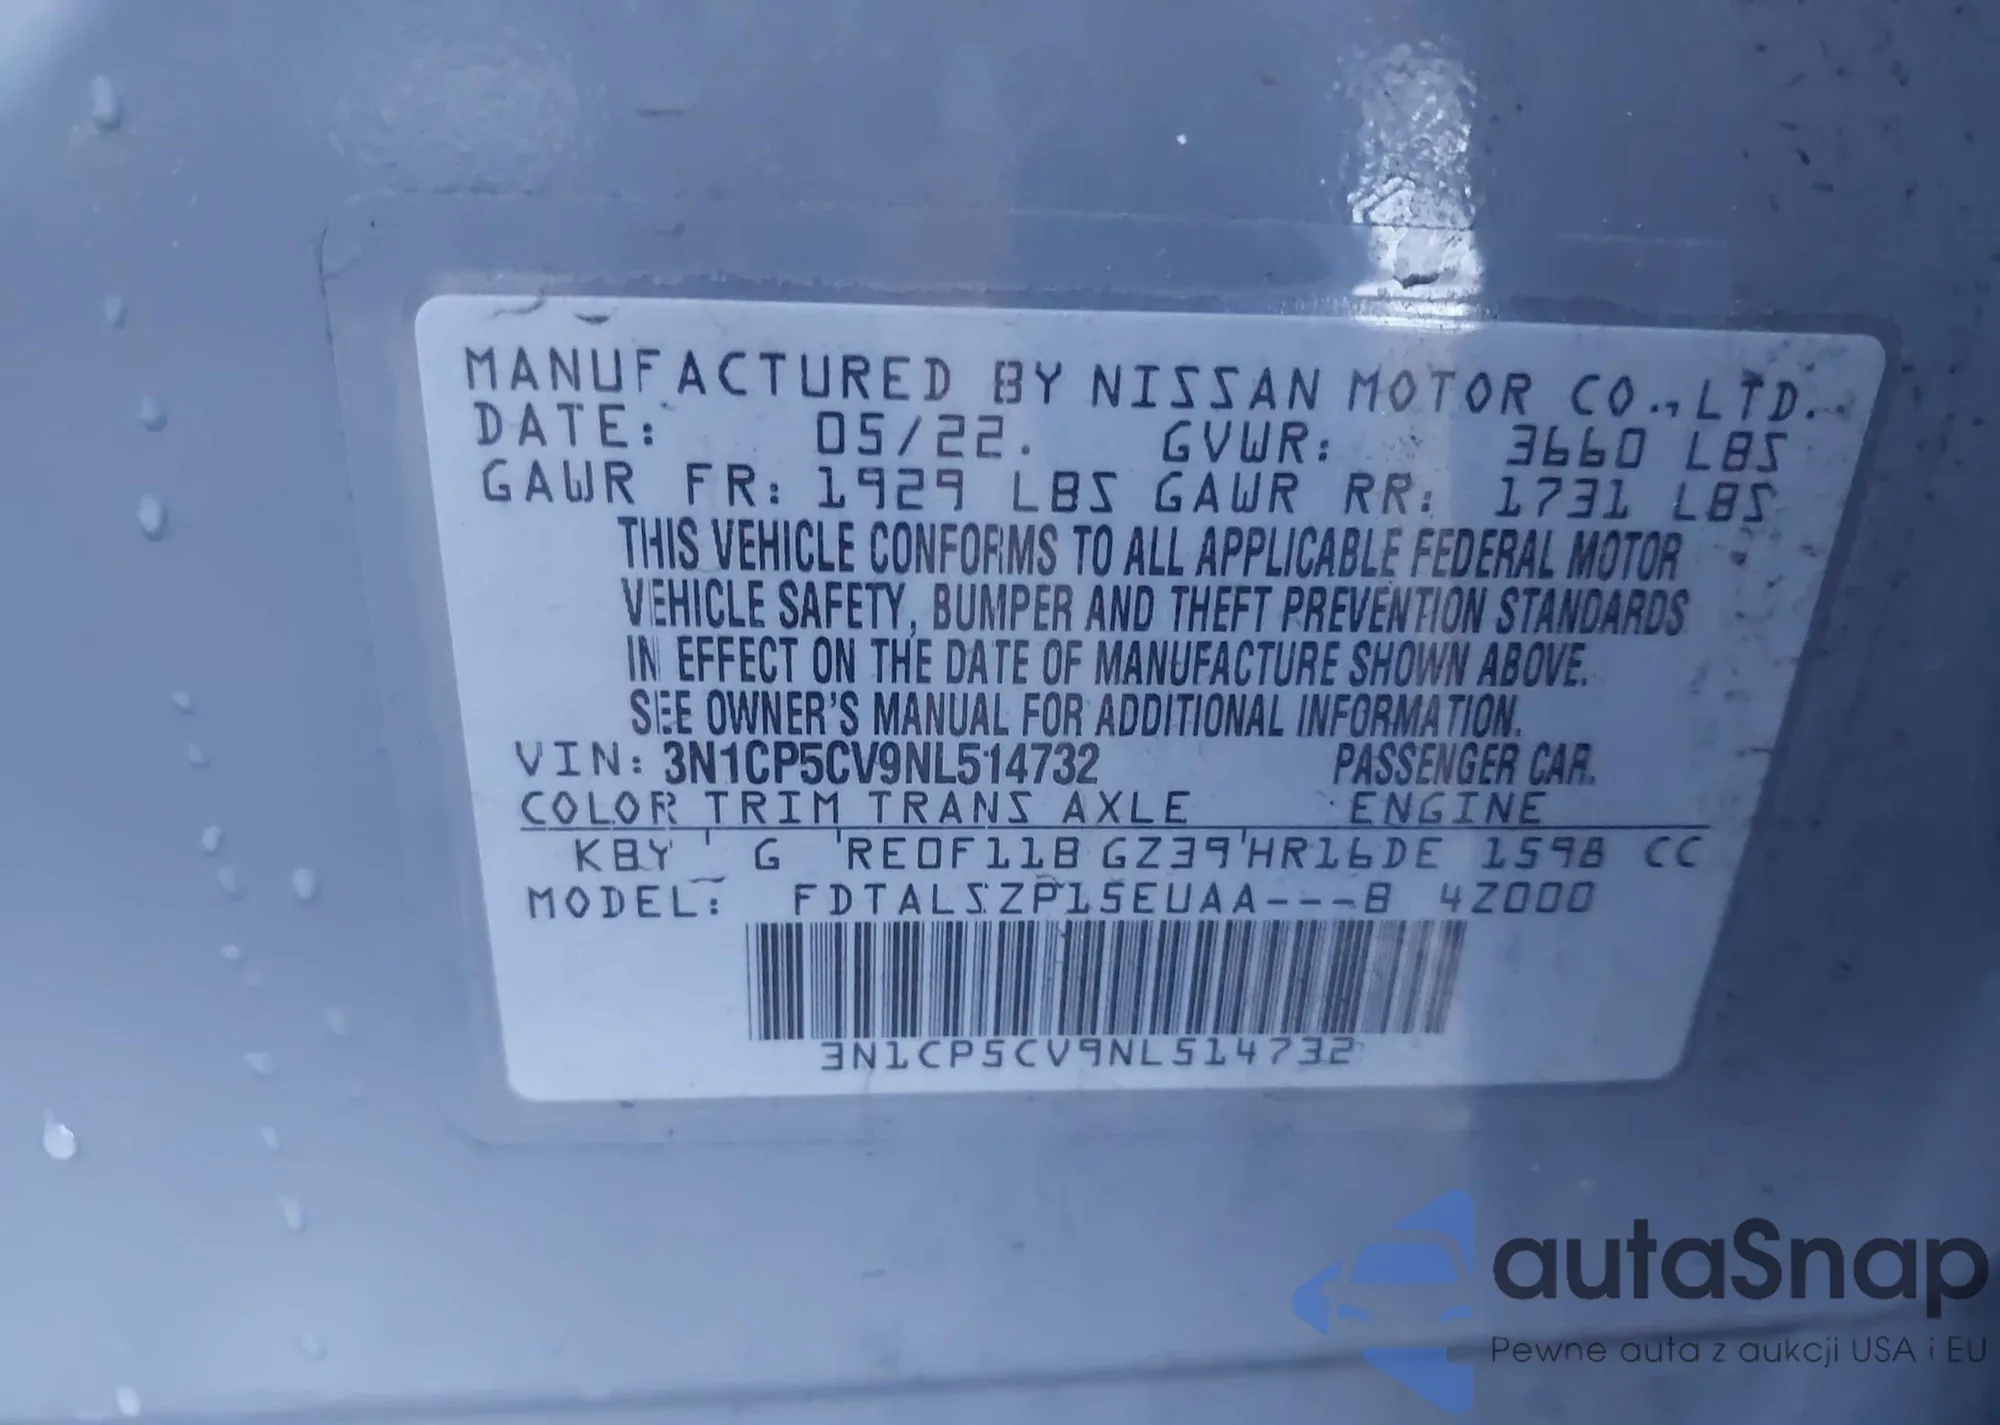 MANUFACTURED BY NISSAN MOTOR CO.,LTD.
DATE: 05/22. GVWR: 3660 LBS
GAWR FR: 1929 LBS GAWR RR: 1731 LBS
THIS VEHICLE CONFORMS TO ALL APPLICABLE FEDERAL MOTOR
VEHICLE SAFETY, BUMPER AND THEFT PREVENTION STANDARDS
IN EFFECT ON THE DATE OF MANUFACTURE SHOWN ABOVE.
SEE OWNER'S MANUAL FOR ADDITIONAL INFORMATION.
VIN: 3N1CP5CV9NL514732 PASSENGER CAR.
COLOR TRIM TRANS AXLE ENGINE
KBY G RE0F11B GZ39 HR16DE 1598 CC
MODEL: FDTALSZP15EUAA---B 4Z000
3N1CP5CV9NL514732
autaSnap
Pewne auta z aukcji USA i EU